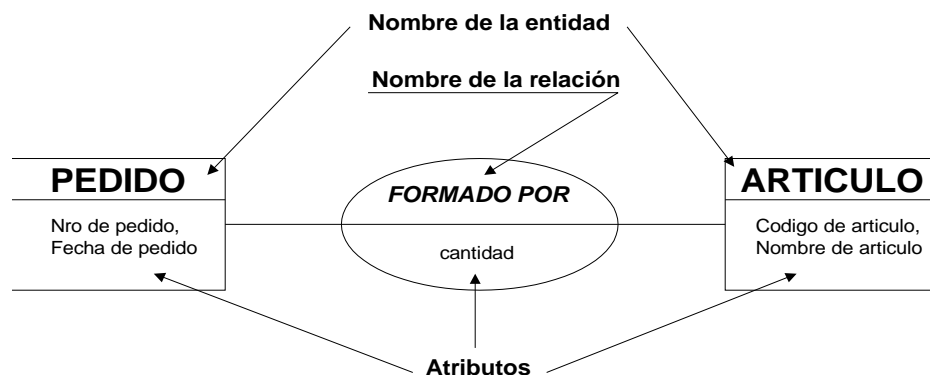 Nombre de la entidad
Nombre de la relación
PEDIDO
FORMADO POR
ARTICULO
Nro de pedido,
Fecha de pedido
cantidad
Codigo de articulo,
Nombre de articulo
Atributos